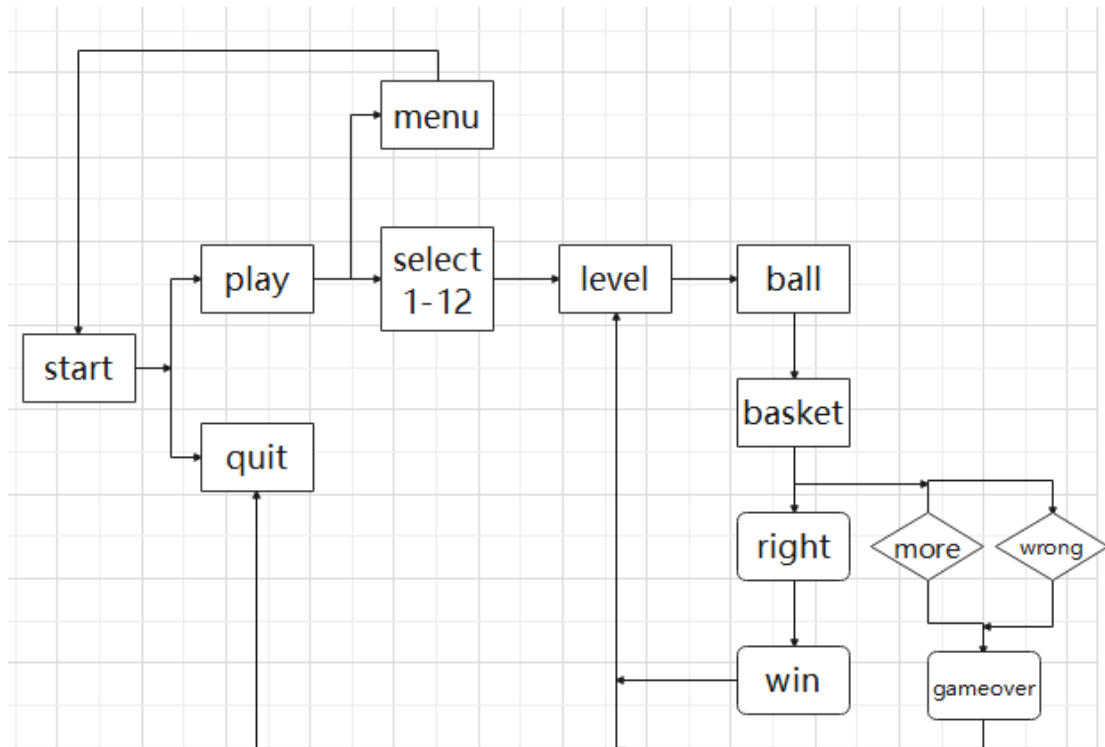 menu
play
select
1-12
level
ball
start
basket
quit
right
more
wrong
win
gameover